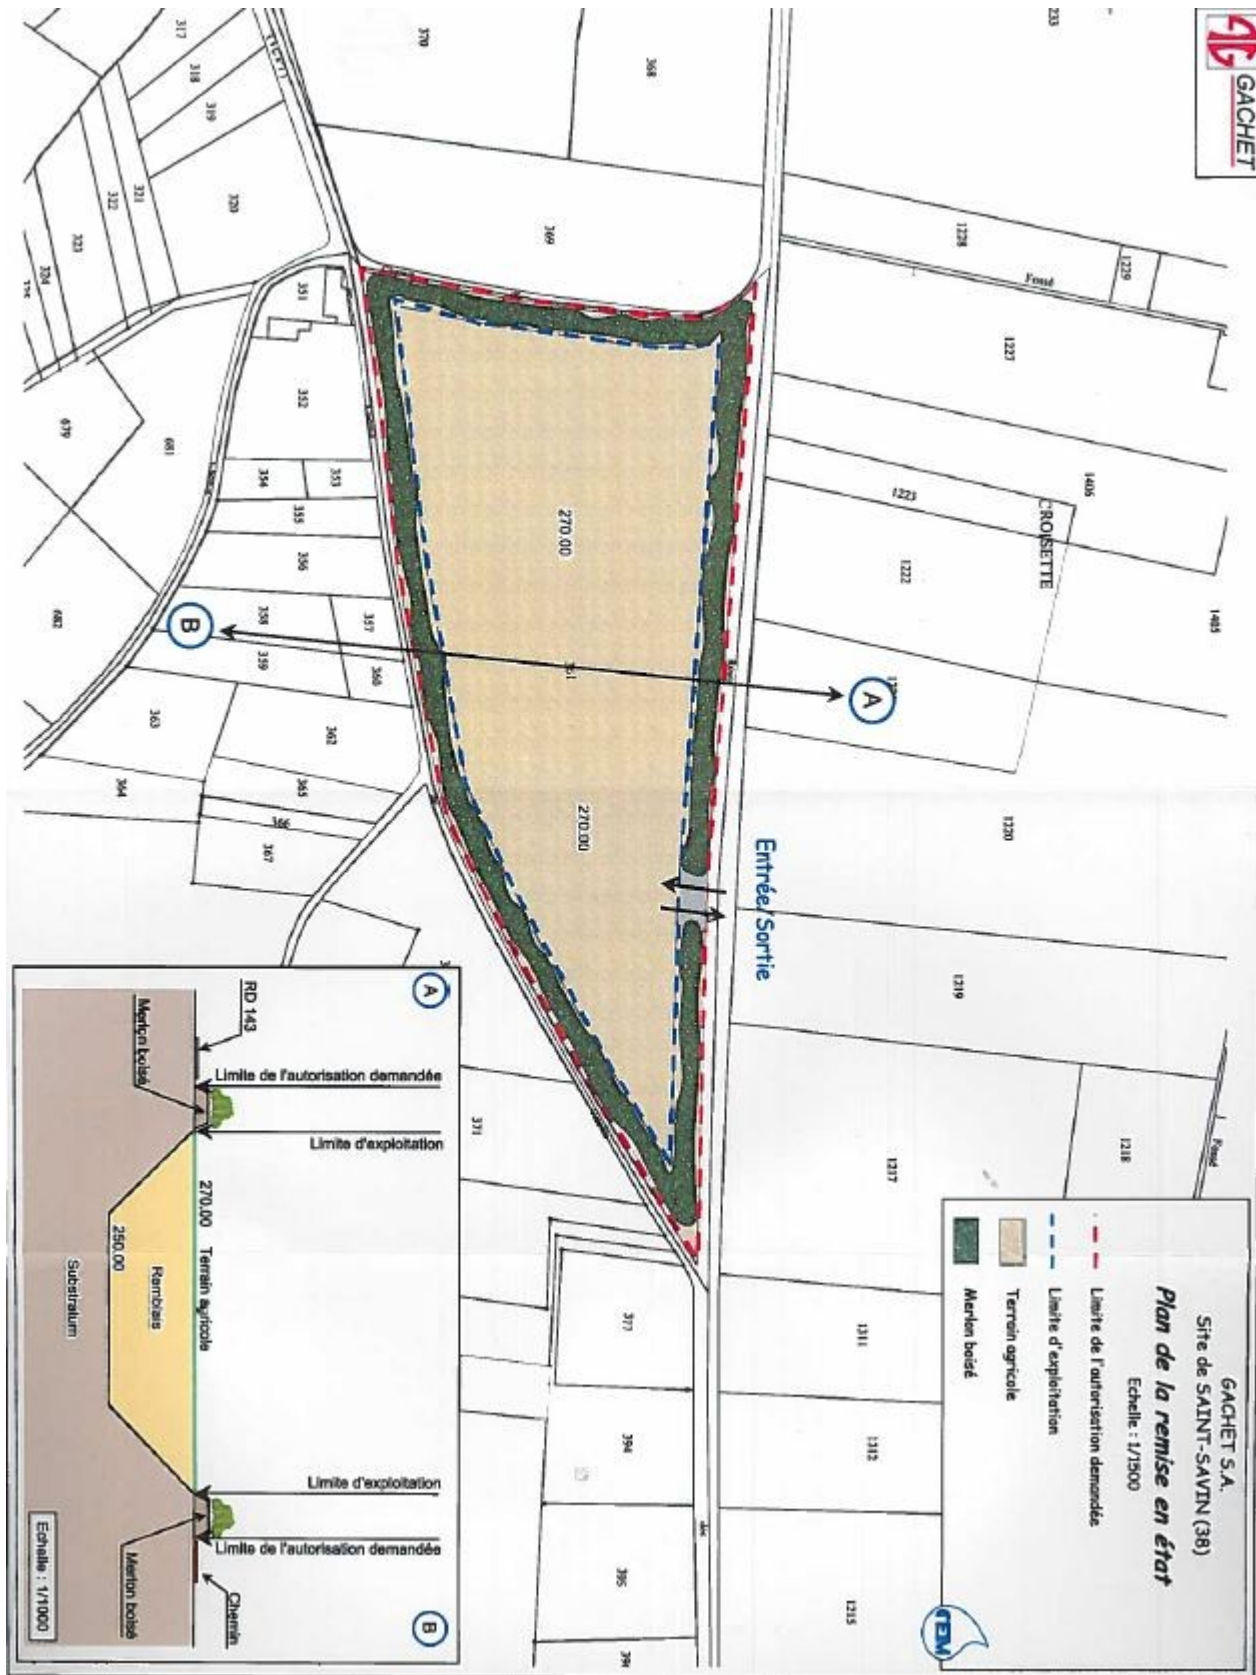 GACHET
GACHET S.A.
Site de SAINT-SAVIN (38)
Plan de la remise en état
Echelle : 1/1500
Limite de l'autorisation demandée
Limite d'exploitation
Terrain agricole
Merlon boisé
TEM
1233
370
368
369
317
318
319
320
321
322
323
324
351
352
353
354
355
356
357
358
359
360
361
362
363
364
365
366
367
371
377
394
395
679
681
682
1228
1229
Fossé
1227
1406
1405
1223
1222
CROISETTE
1220
1219
1218
Fossé
1217
1311
1312
1215
270.00
270.00
Entrée/Sortie
A
B
A
B
RD 143
Merlon boisé
Limite de l'autorisation demandée
Limite d'exploitation
270.00 Terrain agricole
Remblais
250.00
Substratum
Limite d'exploitation
Limite de l'autorisation demandée
Merlon boisé
Chemin
Echelle : 1/1000